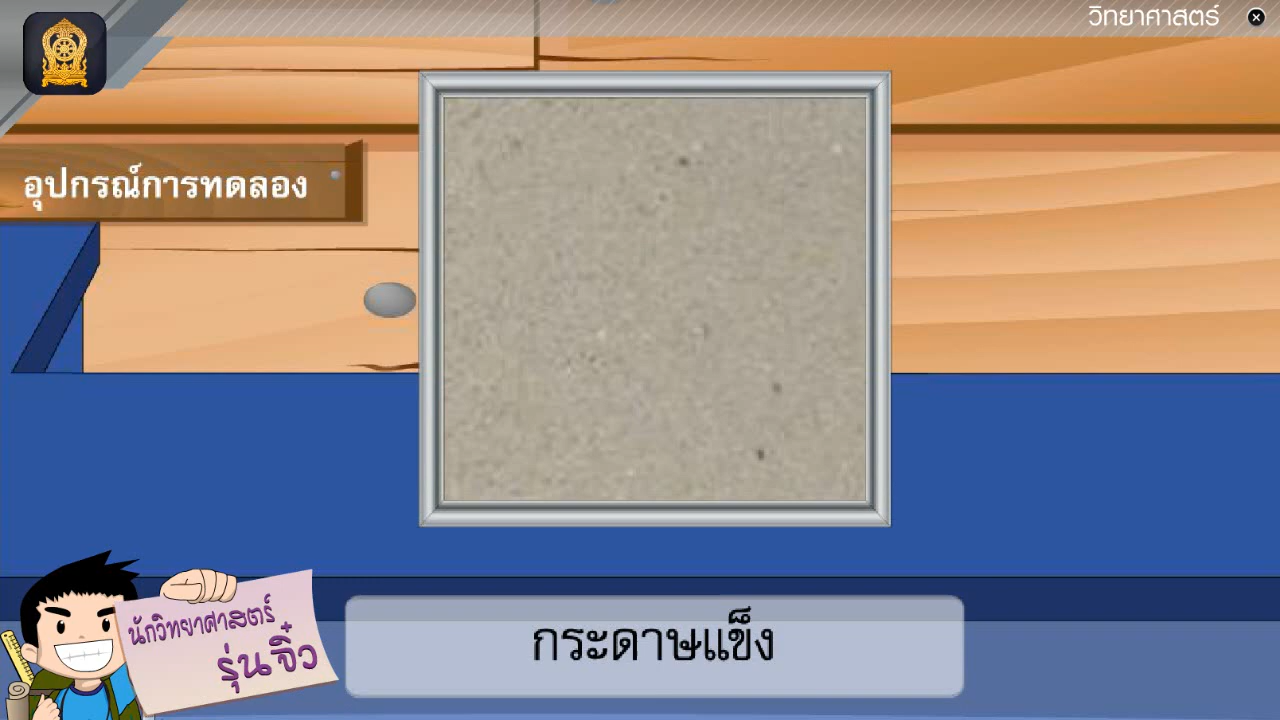 วิทยาศาสตร์
อุปกรณ์การทดลอง
นักวิทยาศาสตร์
รุ่นจิ๋ว
กระดาษแข็ง